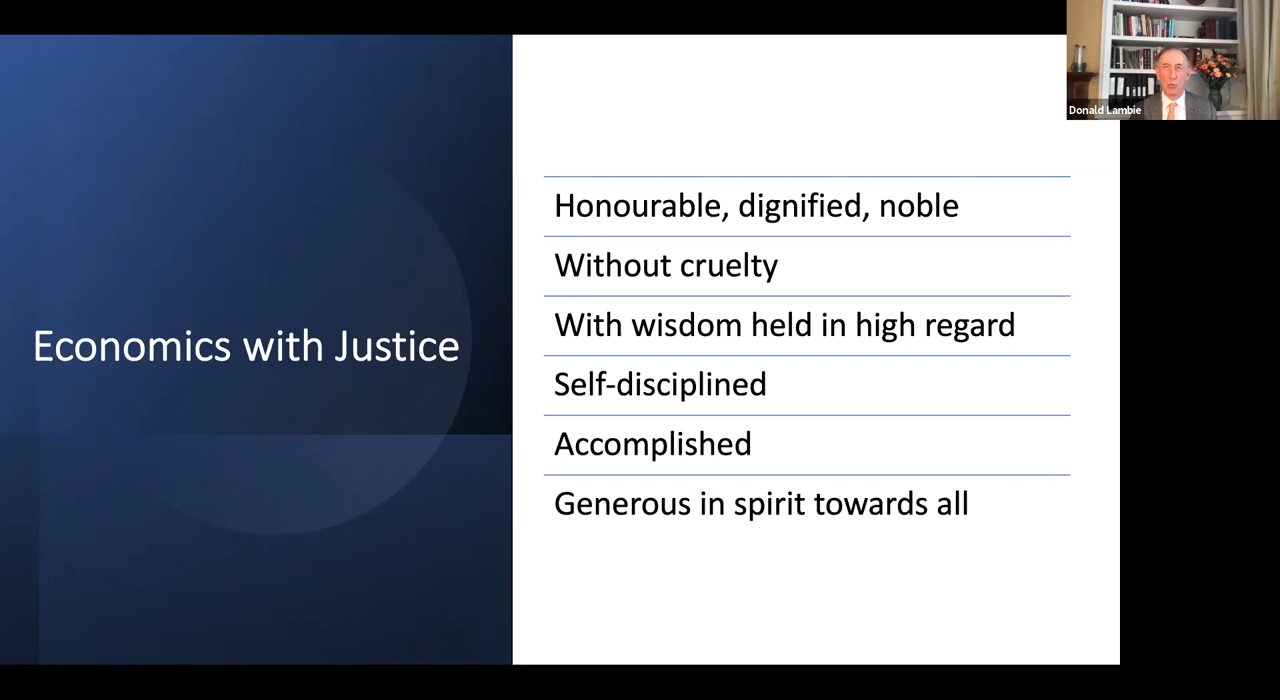 Donald Lambie
Economics with Justice
Honourable, dignified, noble
Without cruelty
With wisdom held in high regard
Self-disciplined
Accomplished
Generous in spirit towards all